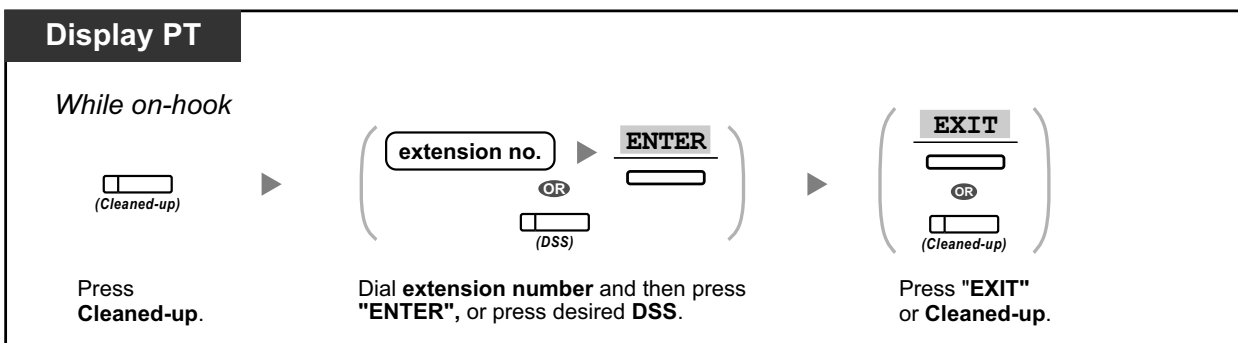 Display PT
While on-hook
(Cleaned-up)
extension no.
ENTER
OR
(DSS)
EXIT
OR
(Cleaned-up)
Press
Cleaned-up.
Dial extension number and then press
"ENTER", or press desired DSS.
Press "EXIT"
or Cleaned-up.